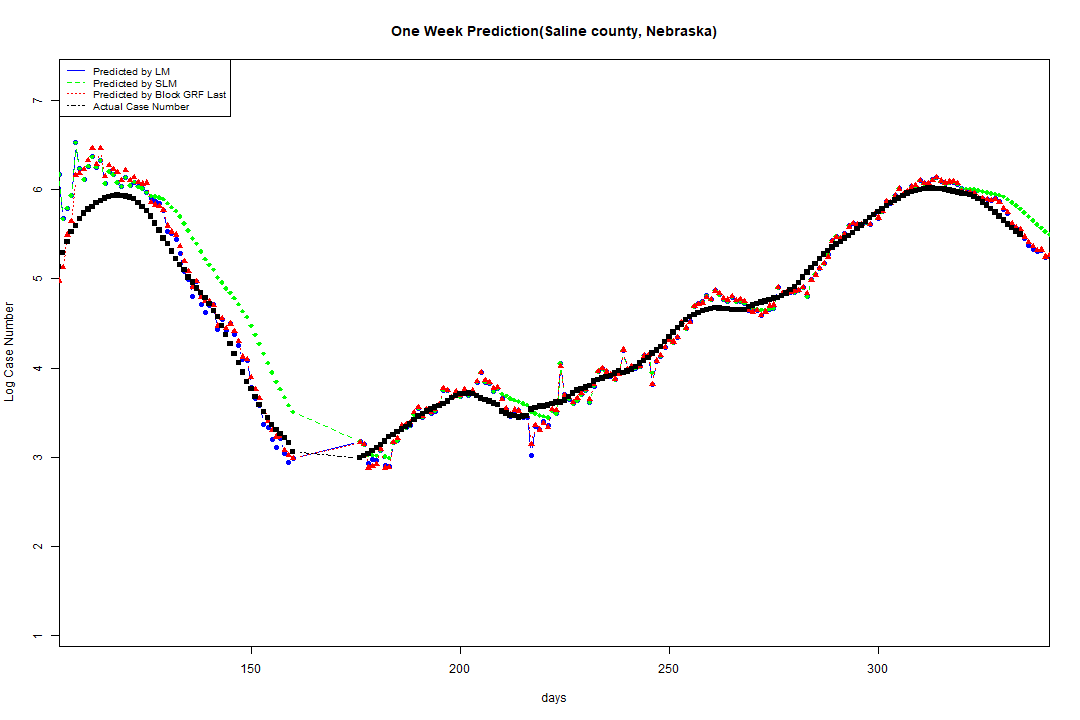 One Week Prediction(Saline county, Nebraska)
Predicted by LM
Predicted by SLM
Predicted by Block GRF Last
Actual Case Number
7
6
5
4
3
2
1
Log Case Number
150 200 250 300
days